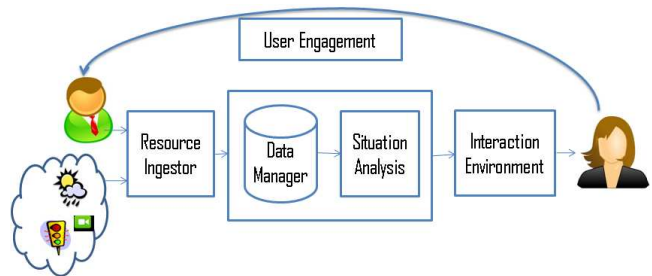 User Engagement
Resource
Ingestor
Data
Manager
Situation
Analysis
Interaction
Environment